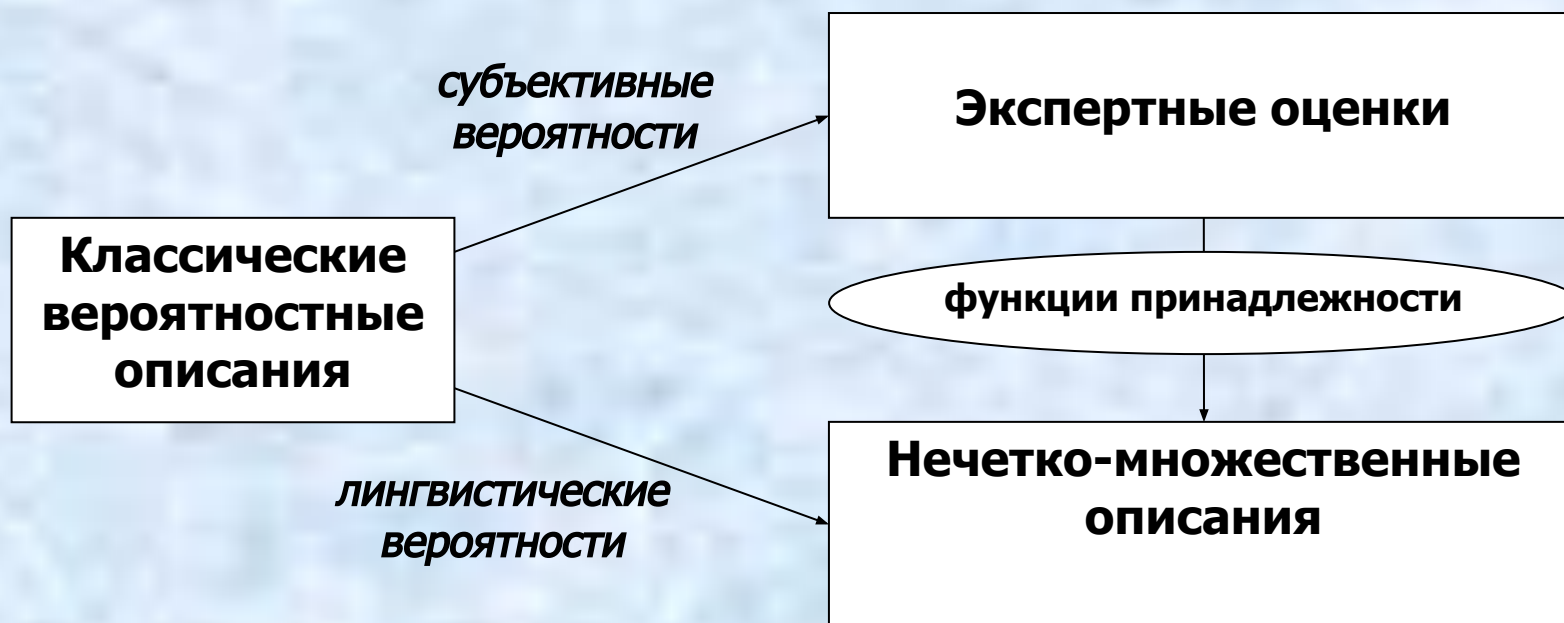 субъективные
вероятности
Экспертные оценки
Классические
вероятностные
описания
функции принадлежности
лингвистические
вероятности
Нечетко-множественные
описания